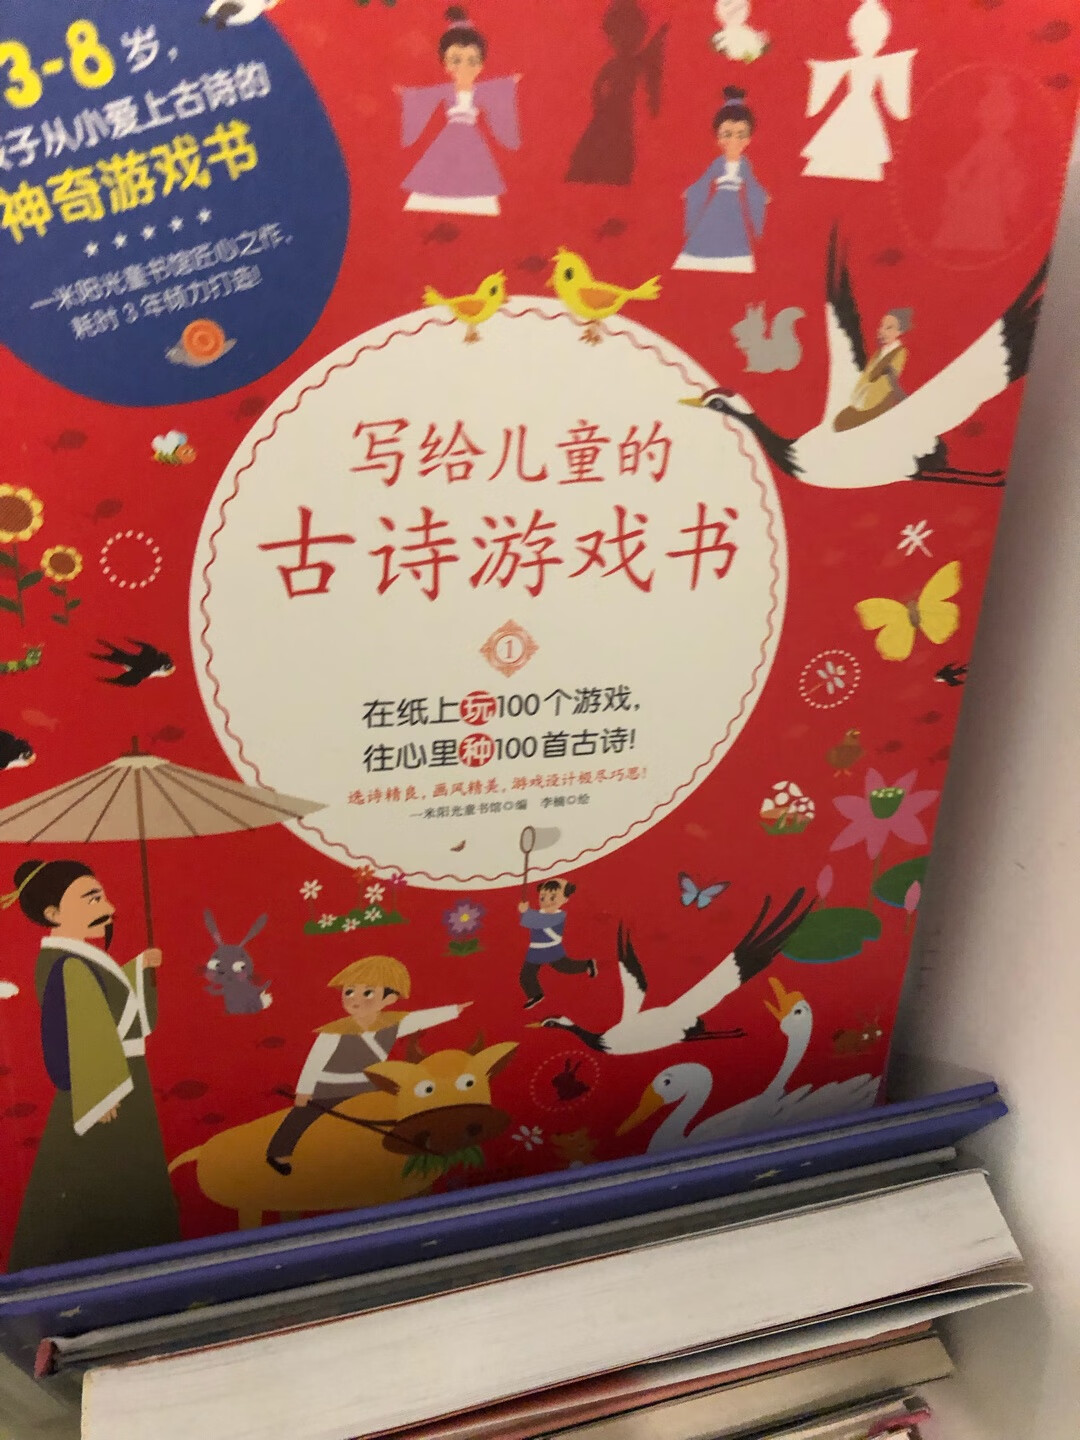 3-8岁，
孩子从小爱上古诗的
神奇游戏书
一米阳光童书馆匠心之作，
耗时3年倾力打造！
写给儿童的
古诗游戏书
1
在纸上玩100个游戏，
往心里种100首古诗！
选诗精良，画风精美，游戏设计极尽巧思！
一米阳光童书馆◎编 李楠◎绘